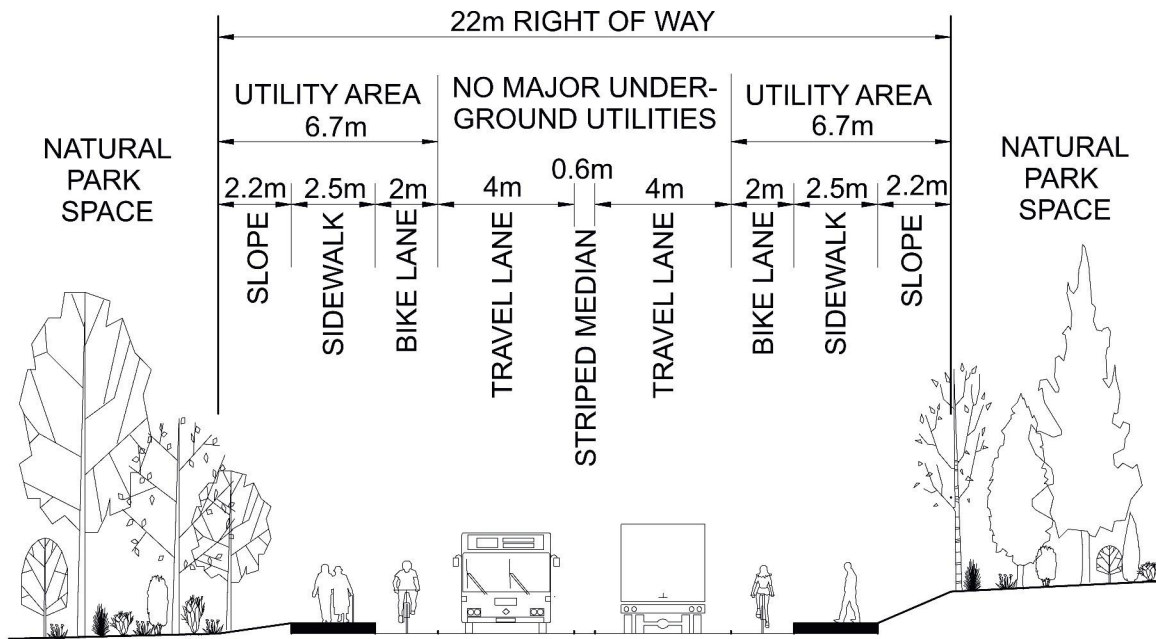 22m RIGHT OF WAY
UTILITY AREA
6.7m
NO MAJOR UNDER-
GROUND UTILITIES
UTILITY AREA
6.7m
NATURAL
PARK
SPACE
NATURAL
PARK
SPACE
2.2m
2.5m
2m
4m
0.6m
4m
2m
2.5m
2.2m
SLOPE
SIDEWALK
BIKE LANE
TRAVEL LANE
STRIPED MEDIAN
TRAVEL LANE
BIKE LANE
SIDEWALK
SLOPE